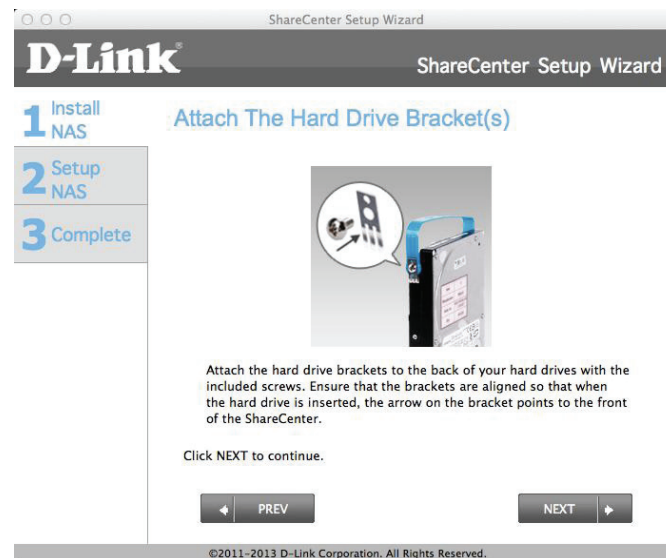 ShareCenter Setup Wizard
D-Link®
ShareCenter Setup Wizard
1 Install
NAS
2 Setup
NAS
3 Complete
Attach The Hard Drive Bracket(s)
Attach the hard drive brackets to the back of your hard drives with the
included screws. Ensure that the brackets are aligned so that when
the hard drive is inserted, the arrow on the bracket points to the front
of the ShareCenter.
Click NEXT to continue.
PREV
NEXT
©2011-2013 D-Link Corporation. All Rights Reserved.